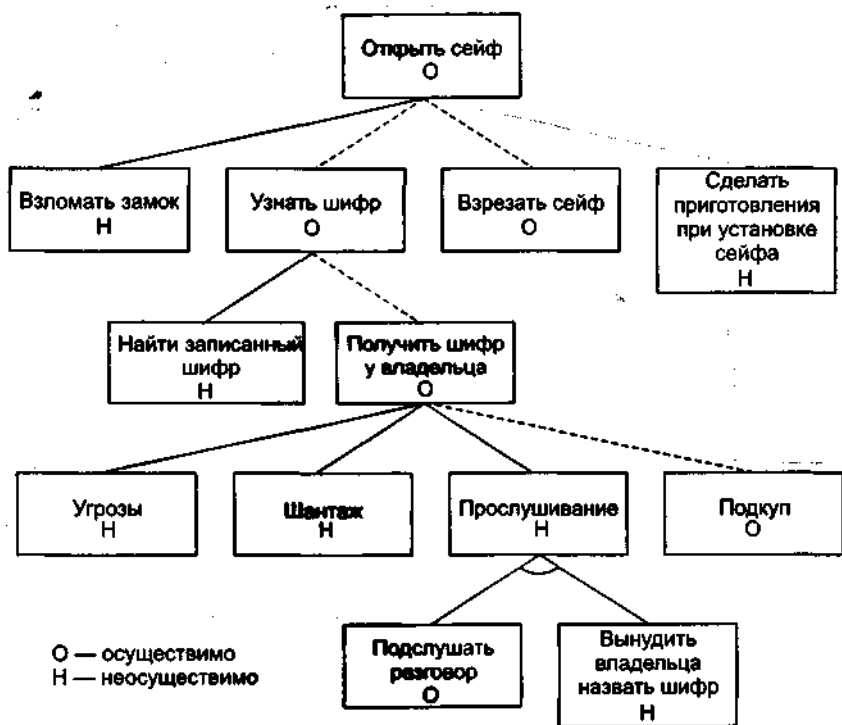 Открыть сейф
О
Взломать замок
Н
Узнать шифр
О
Взрезать сейф
О
Сделать
приготовления
при установке
сейфа
Н
Найти записанный
шифр
Н
Получить шифр
у владельца
О
Угрозы
Н
Шантаж
Н
Прослушивание
Н
Подкуп
О
Подслушать
разговор
О
Вынудить
владельца
назвать шифр
Н
О — осуществимо
Н — неосуществимо